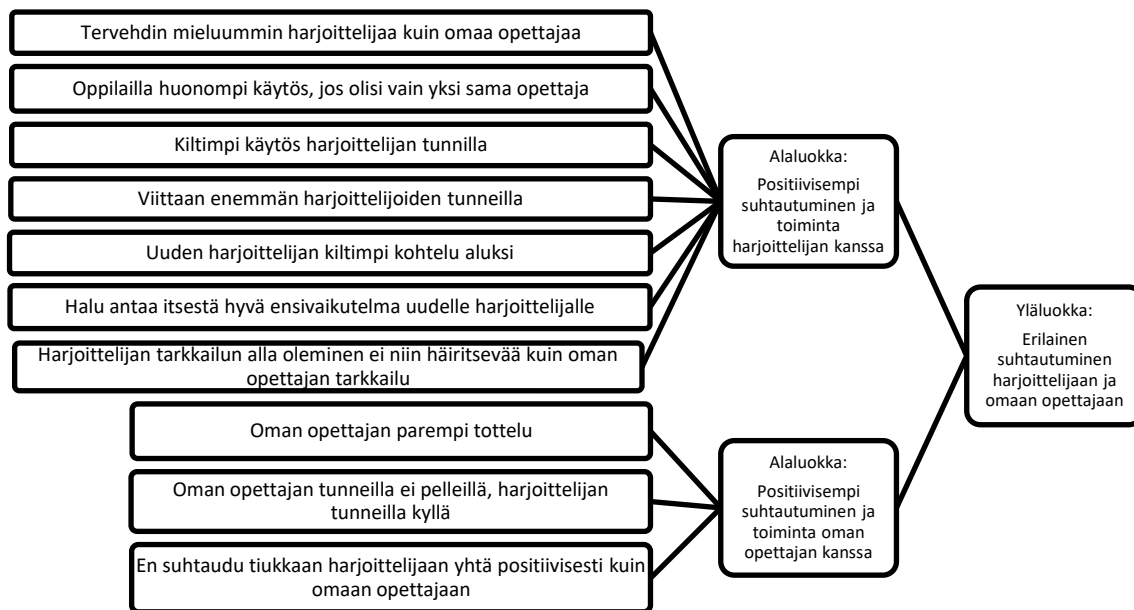 Tervehdin mieluummin harjoittelijaa kuin omaa opettajaa
Oppilailla huonompi käytös, jos olisi vain yksi sama opettaja
Kiltimpi käytös harjoittelijan tunnilla
Viittaan enemmän harjoittelijoiden tunneilla
Uuden harjoittelijan kiltimpi kohtelu aluksi
Halu antaa itsestä hyvä ensivaikutelma uudelle harjoittelijalle
Harjoittelijan tarkkailun alla oleminen ei niin häiritsevää kuin oman
opettajan tarkkailu
Oman opettajan parempi tottelu
Oman opettajan tunneilla ei pelleillä, harjoittelijan
tunneilla kyllä
En suhtaudu tiukkaan harjoittelijaan yhtä positiivisesti kuin
omaan opettajaan
Alaluokka:
Positiivisempi
suhtautuminen ja
toiminta
harjoittelijan kanssa
Alaluokka:
Positiivisempi
suhtautuminen ja
toiminta oman
opettajan kanssa
Yläluokka:
Erilainen
suhtautuminen
harjoittelijaan ja
omaan opettajaan